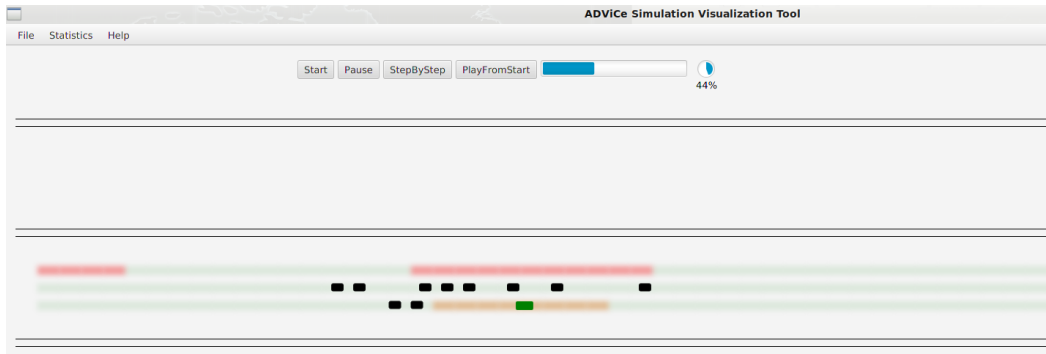 ADViCe Simulation Visualization Tool
File Statistics Help
Start Pause StepByStep PlayFromStart
44%